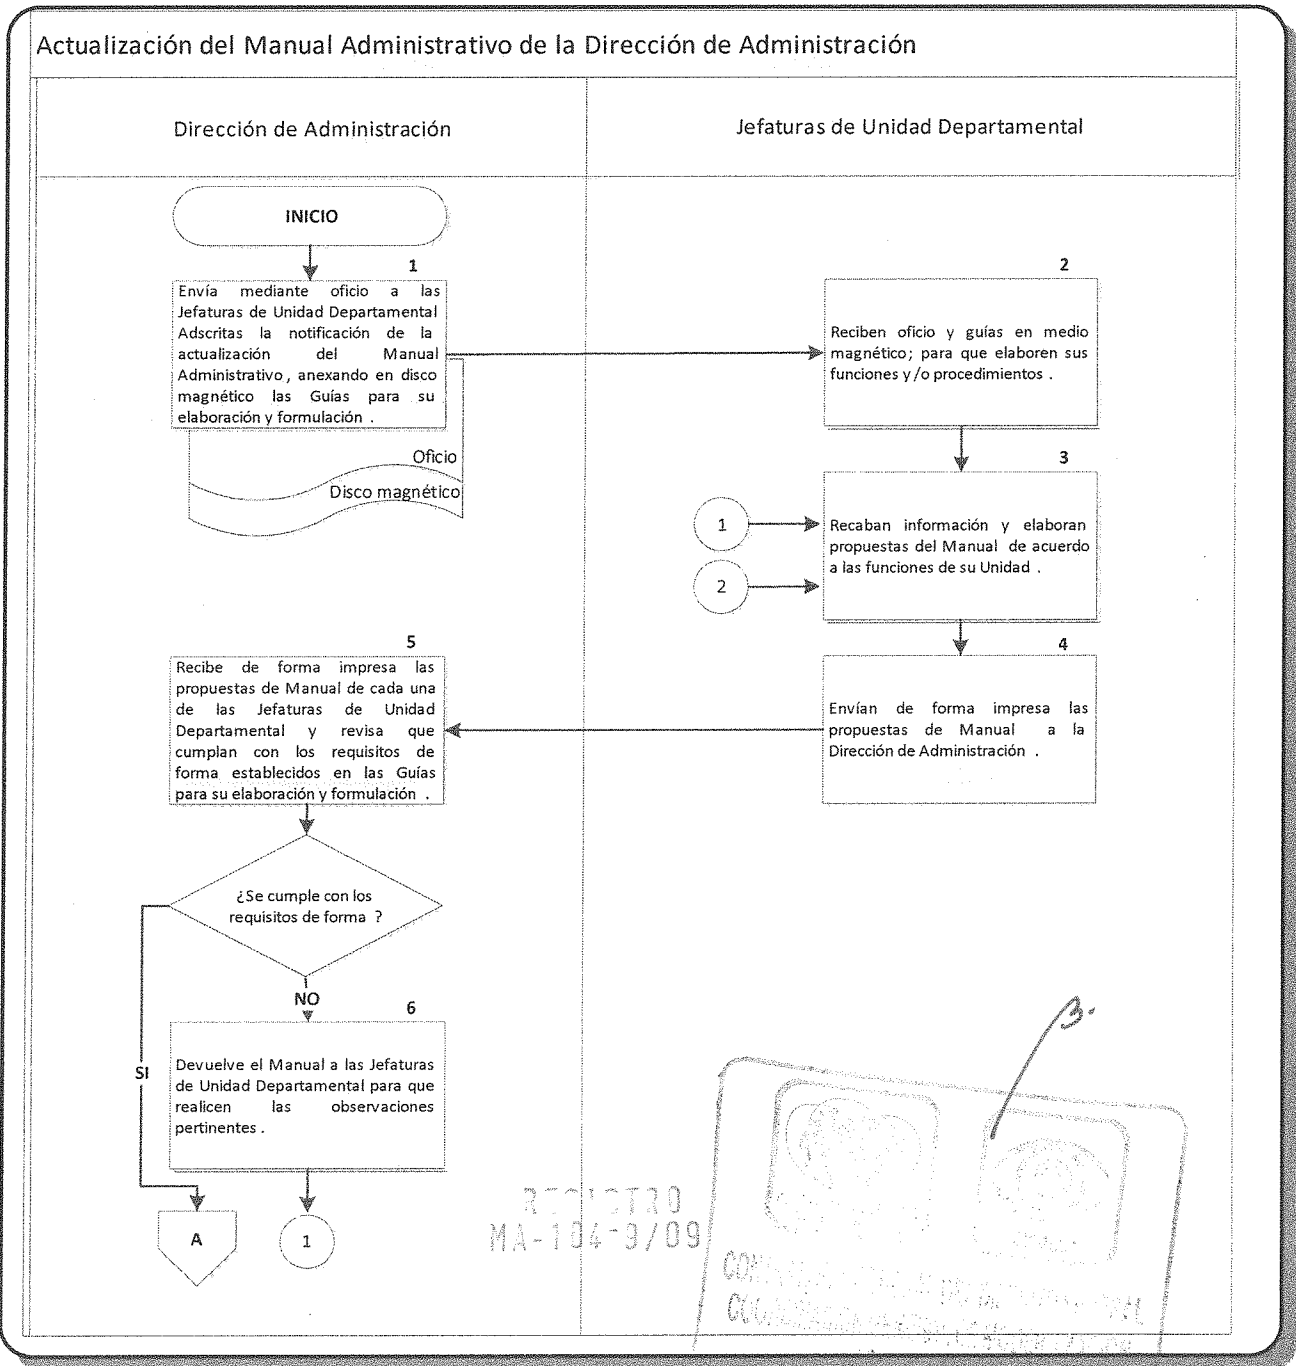 Actualización del Manual Administrativo de la Dirección de Administración
Dirección de Administración
Jefaturas de Unidad Departamental
INICIO
1
Envía mediante oficio a las
Jefaturas de Unidad Departamental
Adscritas la notificación de la
actualización del Manual
Administrativo, anexando en disco
magnético las Guías para su
elaboración y formulación .
Oficio
Disco magnético
2
Reciben oficio y guías en medio
magnético; para que elaboren sus
funciones y/o procedimientos .
3
1
2
Recaban información y elaboran
propuestas del Manual de acuerdo
a las funciones de su Unidad .
4
Envían de forma impresa las
propuestas de Manual a la
Dirección de Administración .
5
Recibe de forma impresa las
propuestas de Manual de cada una
de las Jefaturas de Unidad
Departamental y revisa que
cumplan con los requisitos de
forma establecidos en las Guías
para su elaboración y formulación .
¿Se cumple con los
requisitos de forma ?
NO
SI
6
Devuelve el Manual a las Jefaturas
de Unidad Departamental para que
realicen las observaciones
pertinentes .
A
1
REGISTRO
MA-104-9/09